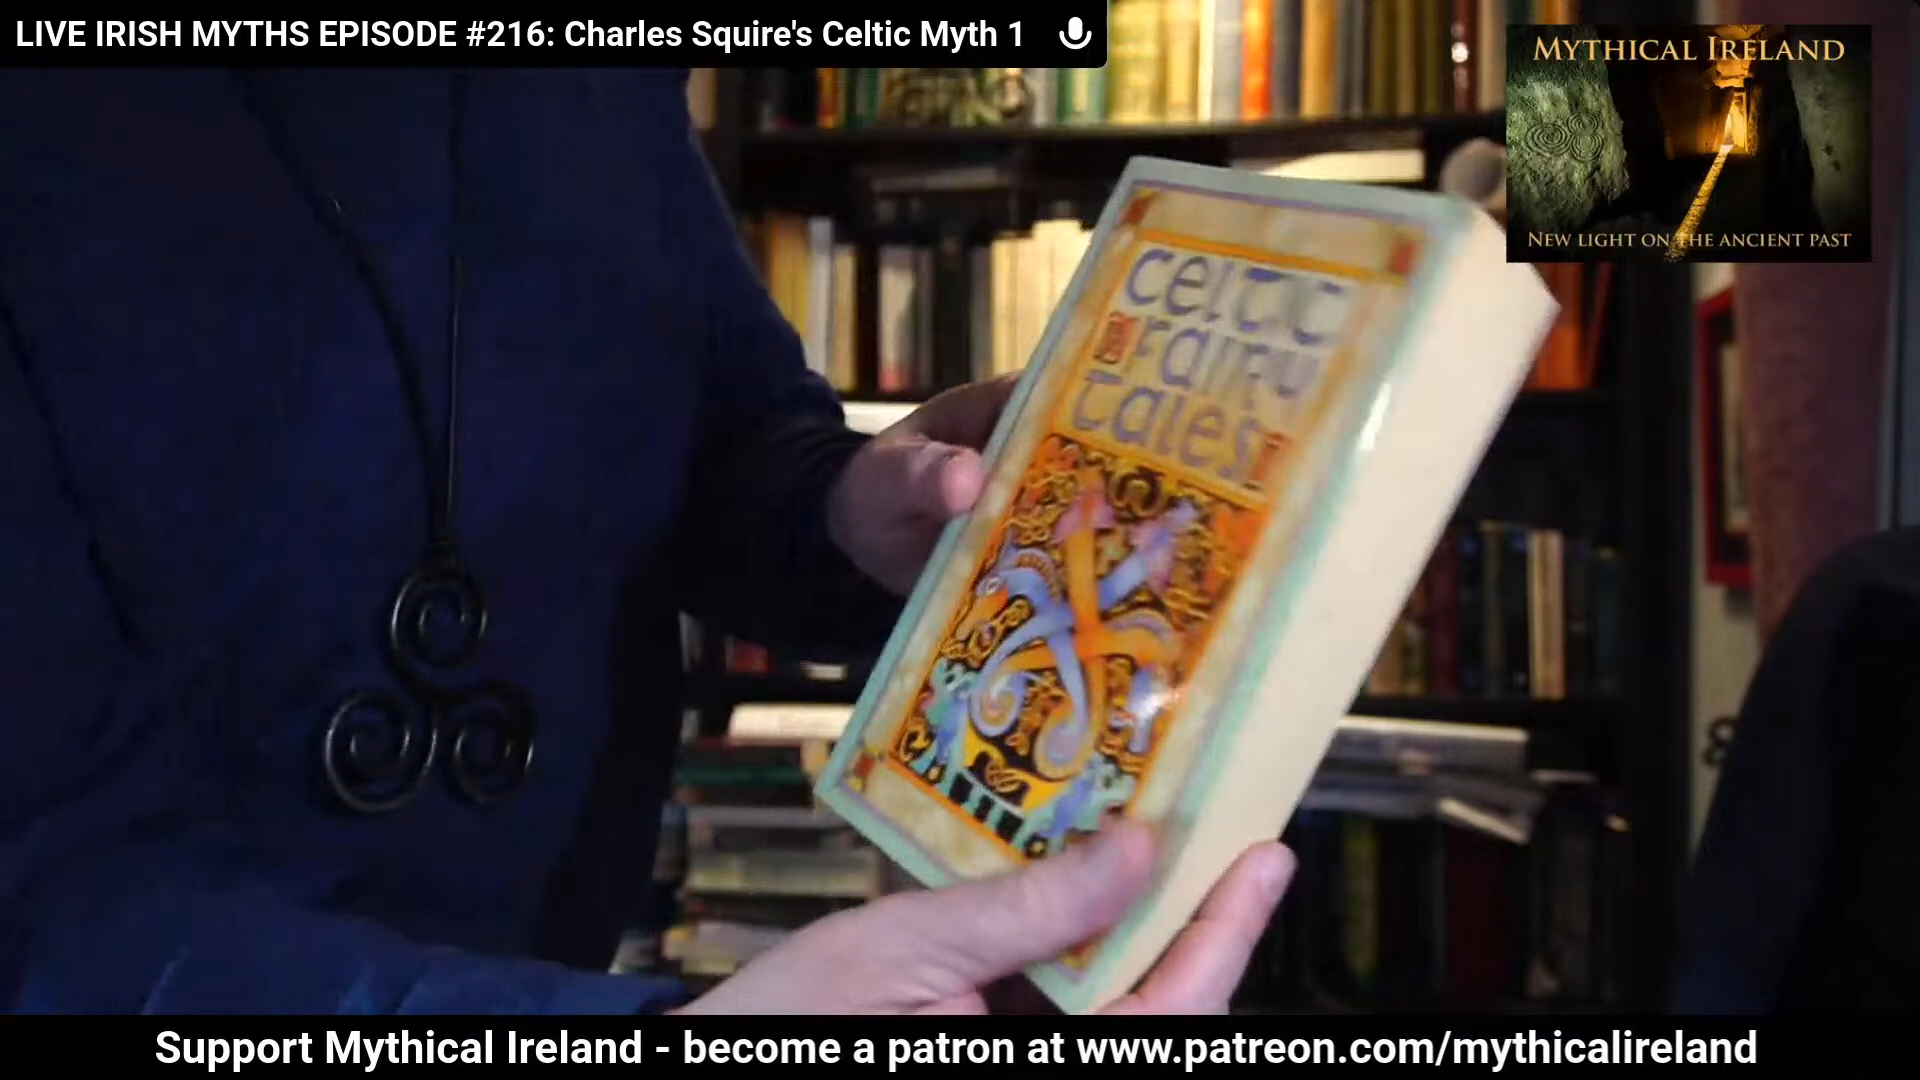 LIVE IRISH MYTHS EPISODE #216: Charles Squire's Celtic Myth 1
MYTHICAL IRELAND
NEW LIGHT ON THE ANCIENT PAST
celtic
fairy
tales
Support Mythical Ireland - become a patron at www.patreon.com/mythicalireland